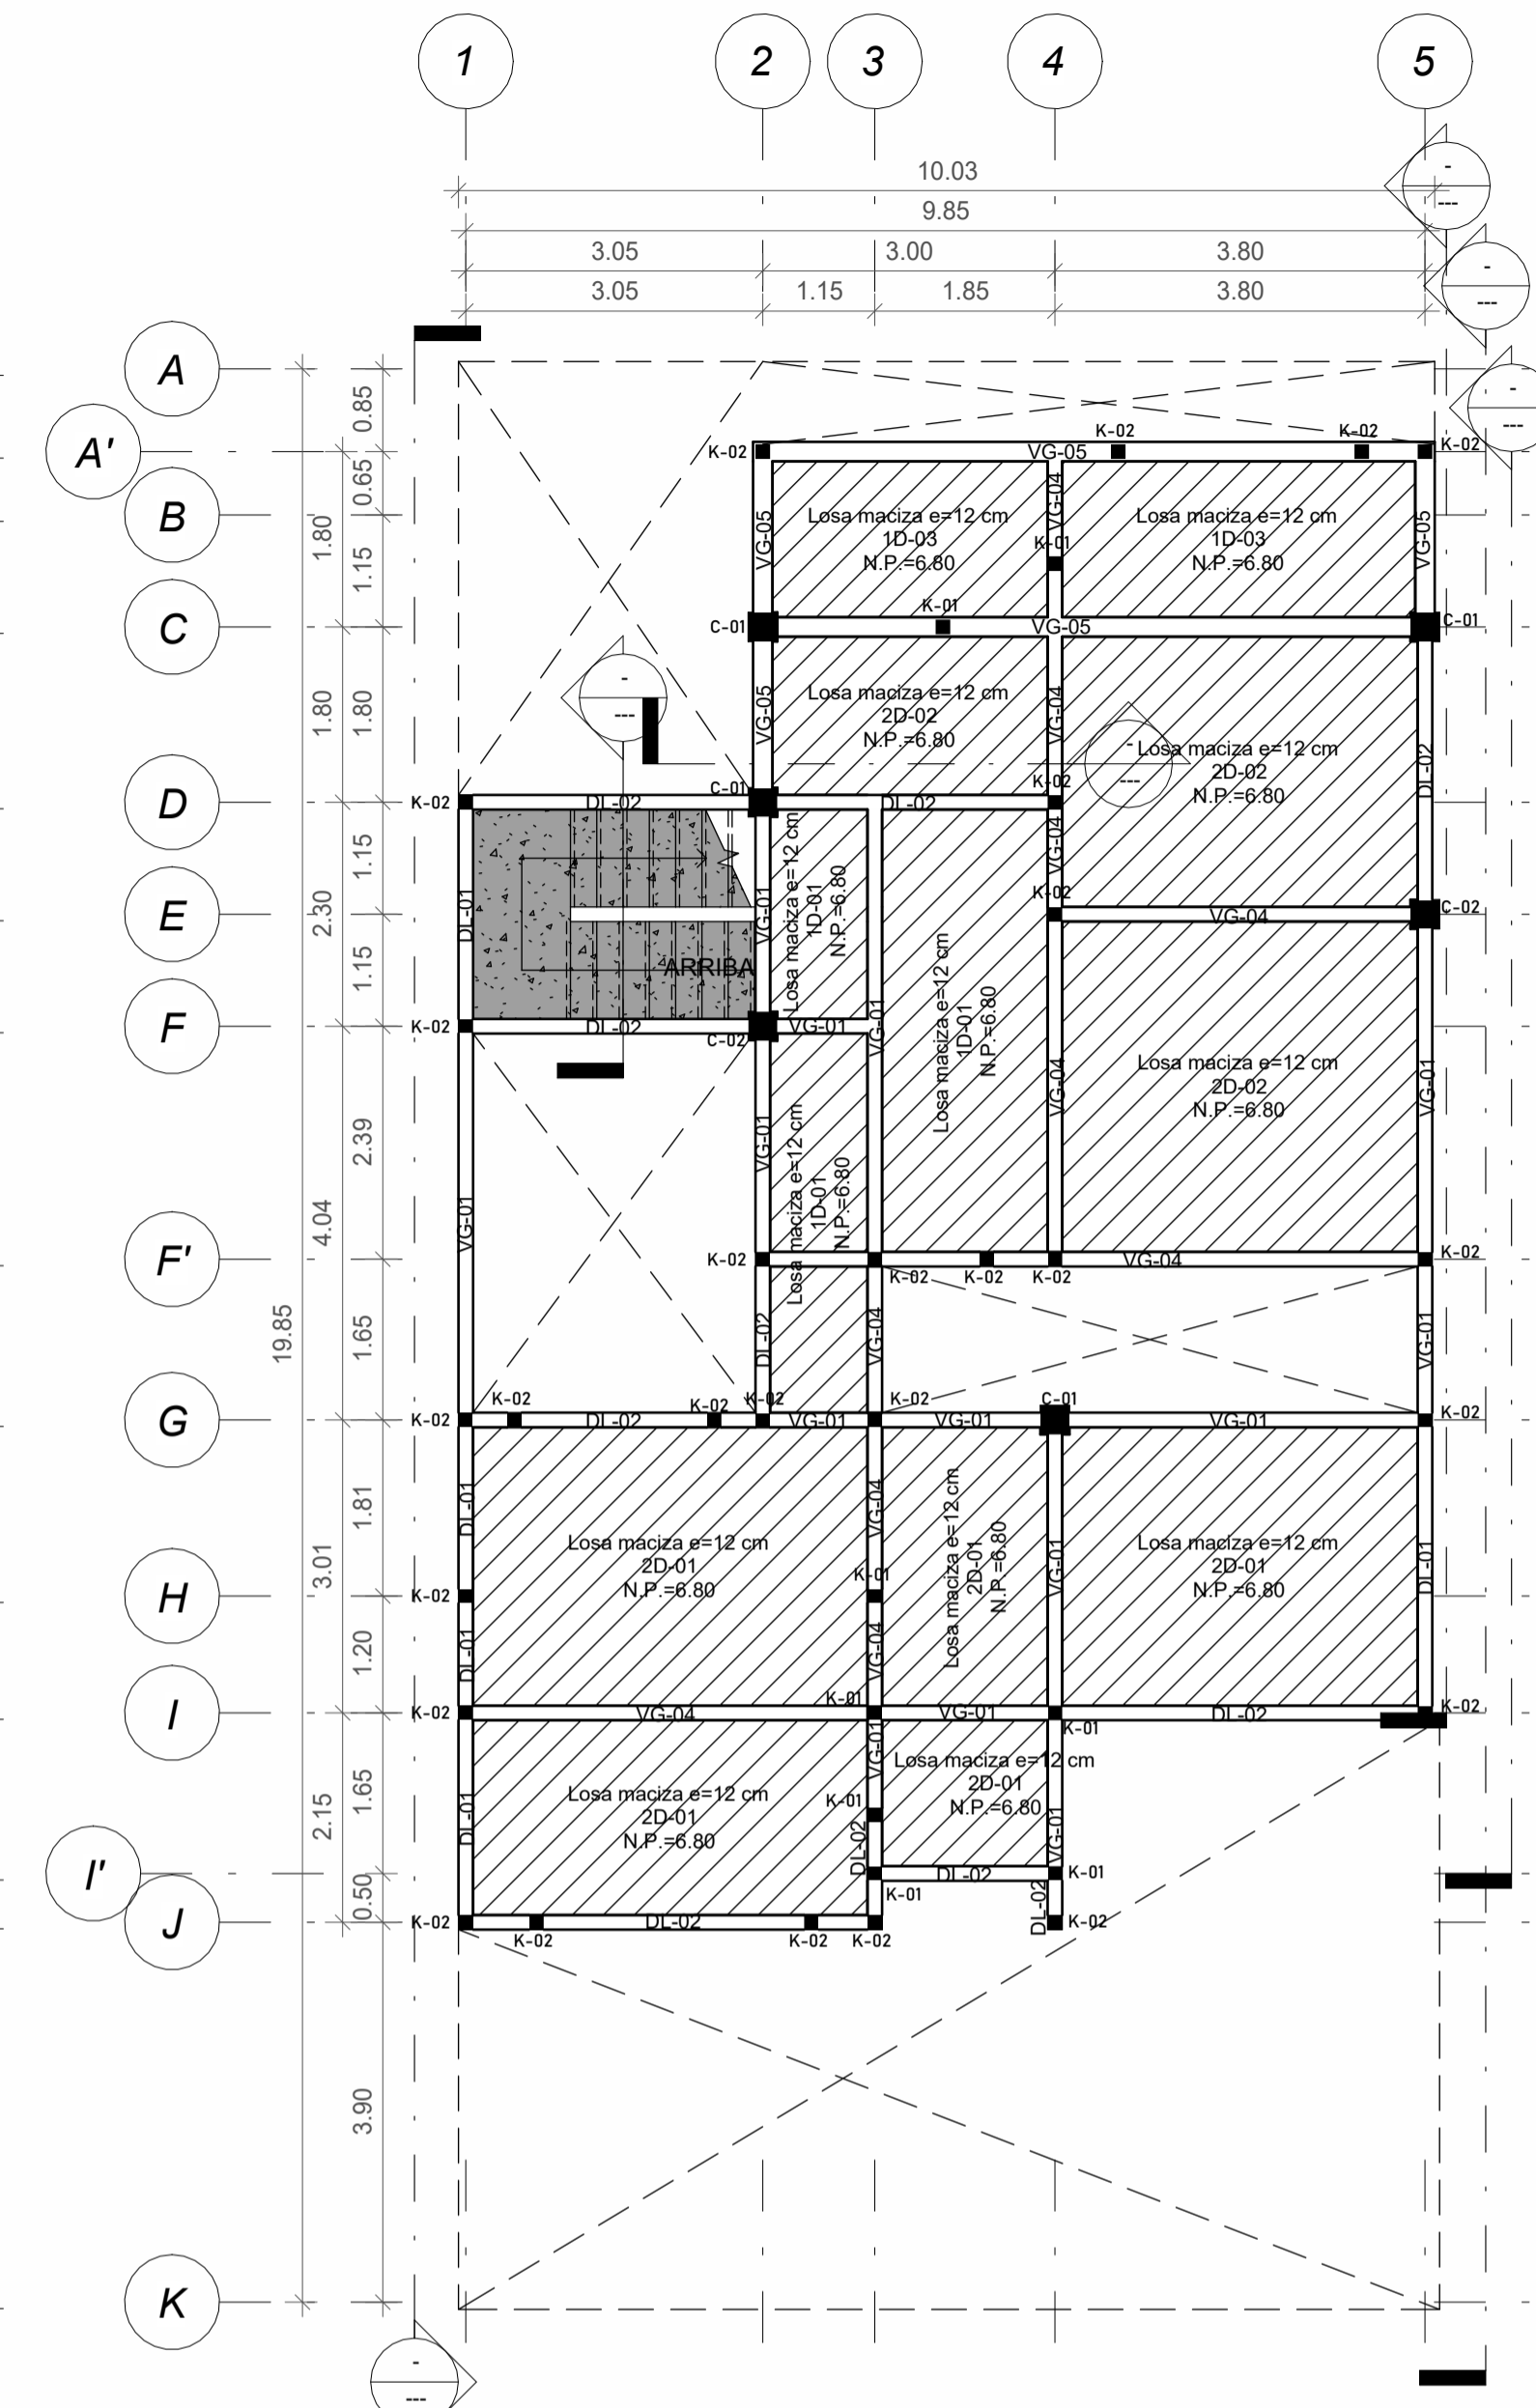 1
2
3
4
5
10.03
9.85
3.05
3.00
3.80
3.05
1.15
1.85
3.80
-
---
-
---
-
A
A'
B
C
D
E
F
F'
G
H
I
I'
J
K
19.85
1.80
1.80
2.30
4.04
3.01
2.15
0.85
0.65
1.15
1.80
1.15
1.15
2.39
1.65
1.81
1.20
1.65
0.50
3.90
K-02
VG-05
K-02
K-02
K-02
VG-05
Losa maciza e=12 cm
1D-03
N.P.=6.80
VG-04
K-01
Losa maciza e=12 cm
1D-03
N.P.=6.80
VG-05
C-01
K-01
VG-05
C-01
-
---
VG-05
Losa maciza e=12 cm
2D-02
N.P.=6.80
VG-04
K-02
-
---
Losa maciza e=12 cm
2D-02
N.P.=6.80
DL-02
K-02
DL-02
C-01
DL-02
DL-01
ARRIBA
VG-01
Losa maciza e=12 cm
1D-01
N.P.=6.80
VG-04
K-02
VG-04
C-02
K-02
DL-02
C-02
VG-01
VG-01
Losa maciza e=12 cm
1D-01
N.P.=6.80
VG-04
Losa maciza e=12 cm
2D-02
N.P.=6.80
VG-01
VG-01
VG-01
Losa maciza e=12 cm
1D-01
N.P.=6.80
K-02
K-02
K-02
K-02
VG-04
K-02
DL-02
VG-04
VG-01
K-02
K-02
DL-02
K-02
K-02
VG-01
K-02
VG-01
C-01
VG-01
K-02
DL-01
Losa maciza e=12 cm
2D-01
N.P.=6.80
VG-04
Losa maciza e=12 cm
2D-01
N.P.=6.80
VG-01
Losa maciza e=12 cm
2D-01
N.P.=6.80
DL-01
K-02
K-01
DL-01
VG-04
K-02
VG-04
K-01
VG-01
K-01
DL-02
K-02
DL-01
Losa maciza e=12 cm
2D-01
N.P.=6.80
VG-01
K-01
DL-02
Losa maciza e=12 cm
2D-01
N.P.=6.80
VG-01
K-01
DL-02
K-01
DL-02
K-02
K-02
K-02
DL-02
K-02
K-02
-
---